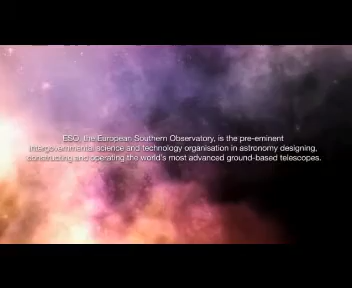 ESO, the European Southern Observatory, is the pre-eminent
intergovernmental science and technology organisation in astronomy designing,
constructing and operating the world's most advanced ground-based telescopes.